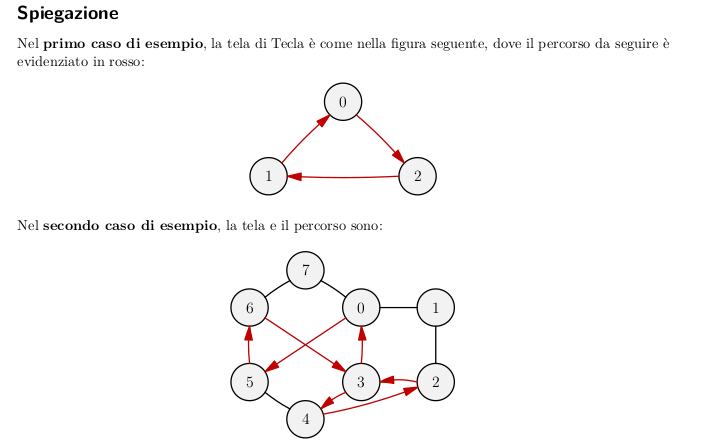 Spiegazione
Nel primo caso di esempio, la tela di Tecla è come nella figura seguente, dove il percorso da seguire è
evidenziato in rosso:
0
1
2
Nel secondo caso di esempio, la tela e il percorso sono:
7
6
0
1
5
3
2
4